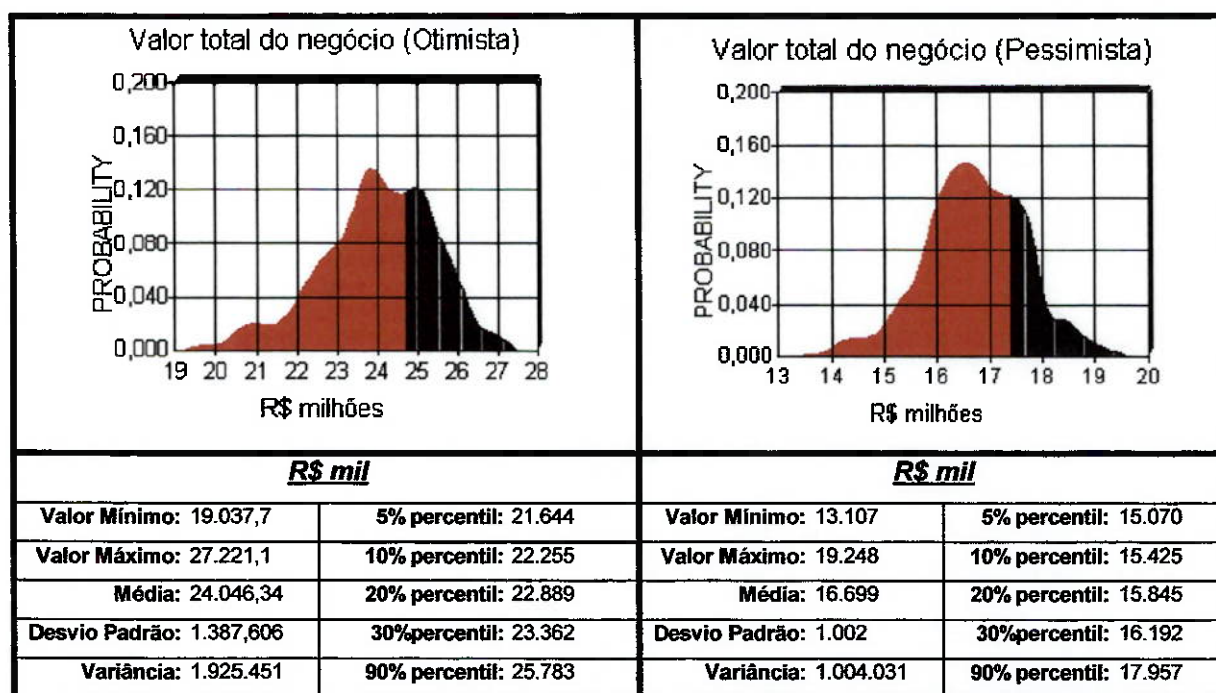 Valor total do negócio (Otimista)
0,200
0,160
0,120
0,080
0,040
0,000
PROBABILITY
19 20 21 22 23 24 25 26 27 28
R$ milhões
Valor total do negócio (Pessimista)
0,200
0,160
0,120
0,080
0,040
0,000
PROBABILITY
13 14 15 16 17 18 19 20
R$ milhões
R$ mil
Valor Mínimo: 19.037,7 5% percentil: 21.644
Valor Máximo: 27.221,1 10% percentil: 22.255
Média: 24.046,34 20% percentil: 22.889
Desvio Padrão: 1.387,606 30%percentil: 23.362
Variância: 1.925.451 90% percentil: 25.783
R$ mil
Valor Mínimo: 13.107 5% percentil: 15.070
Valor Máximo: 19.248 10% percentil: 15.425
Média: 16.699 20% percentil: 15.845
Desvio Padrão: 1.002 30%percentil: 16.192
Variância: 1.004.031 90% percentil: 17.957